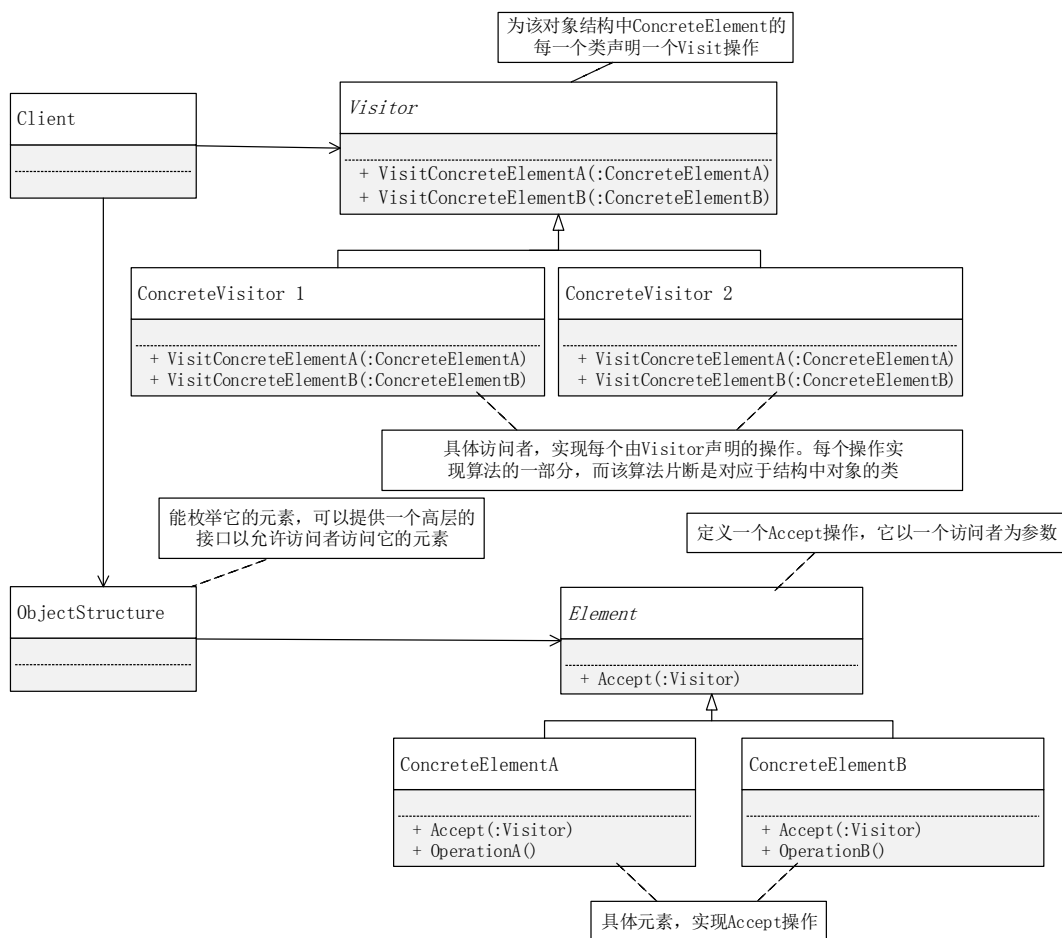 为该对象结构中ConcreteElement的
每一个类声明一个Visit操作
Client
Visitor
+ VisitConcreteElementA(:ConcreteElementA)
+ VisitConcreteElementB(:ConcreteElementB)
ConcreteVisitor 1
+ VisitConcreteElementA(:ConcreteElementA)
+ VisitConcreteElementB(:ConcreteElementB)
ConcreteVisitor 2
+ VisitConcreteElementA(:ConcreteElementA)
+ VisitConcreteElementB(:ConcreteElementB)
具体访问者，实现每个由Visitor声明的操作。每个操作实
现算法的一部分，而该算法片断是对应于结构中对象的类
能枚举它的元素，可以提供一个高层的
接口以允许访问者访问它的元素
定义一个Accept操作，它以一个访问者为参数
ObjectStructure
Element
+ Accept(:Visitor)
ConcreteElementA
+ Accept(:Visitor)
+ OperationA()
ConcreteElementB
+ Accept(:Visitor)
+ OperationB()
具体元素，实现Accept操作